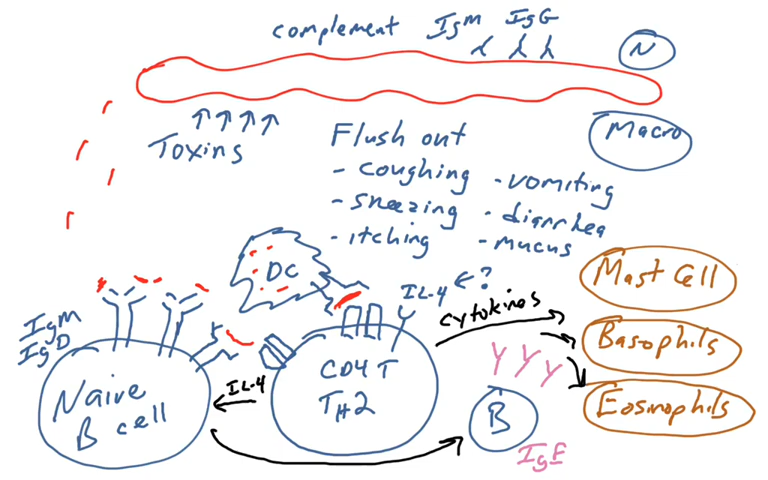 complement IgM IgG
N
Macro
Toxins
Flush out
- coughing
- sneezing
- itching
- vomiting
- diarrhea
- mucus
DC
IL-4 ← ?
cytokines
Mast Cell
Basophils
Eosinophils
IgM
IgD
Naive
B cell
IL-4
CD4 T
TH2
B
IgE